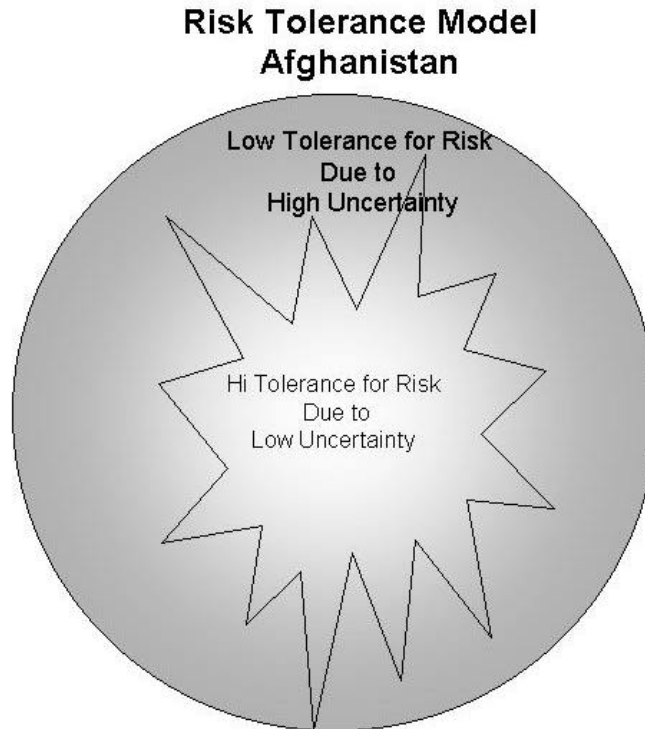 Risk Tolerance Model
Afghanistan
Low Tolerance for Risk
Due to
High Uncertainty
Hi Tolerance for Risk
Due to
Low Uncertainty